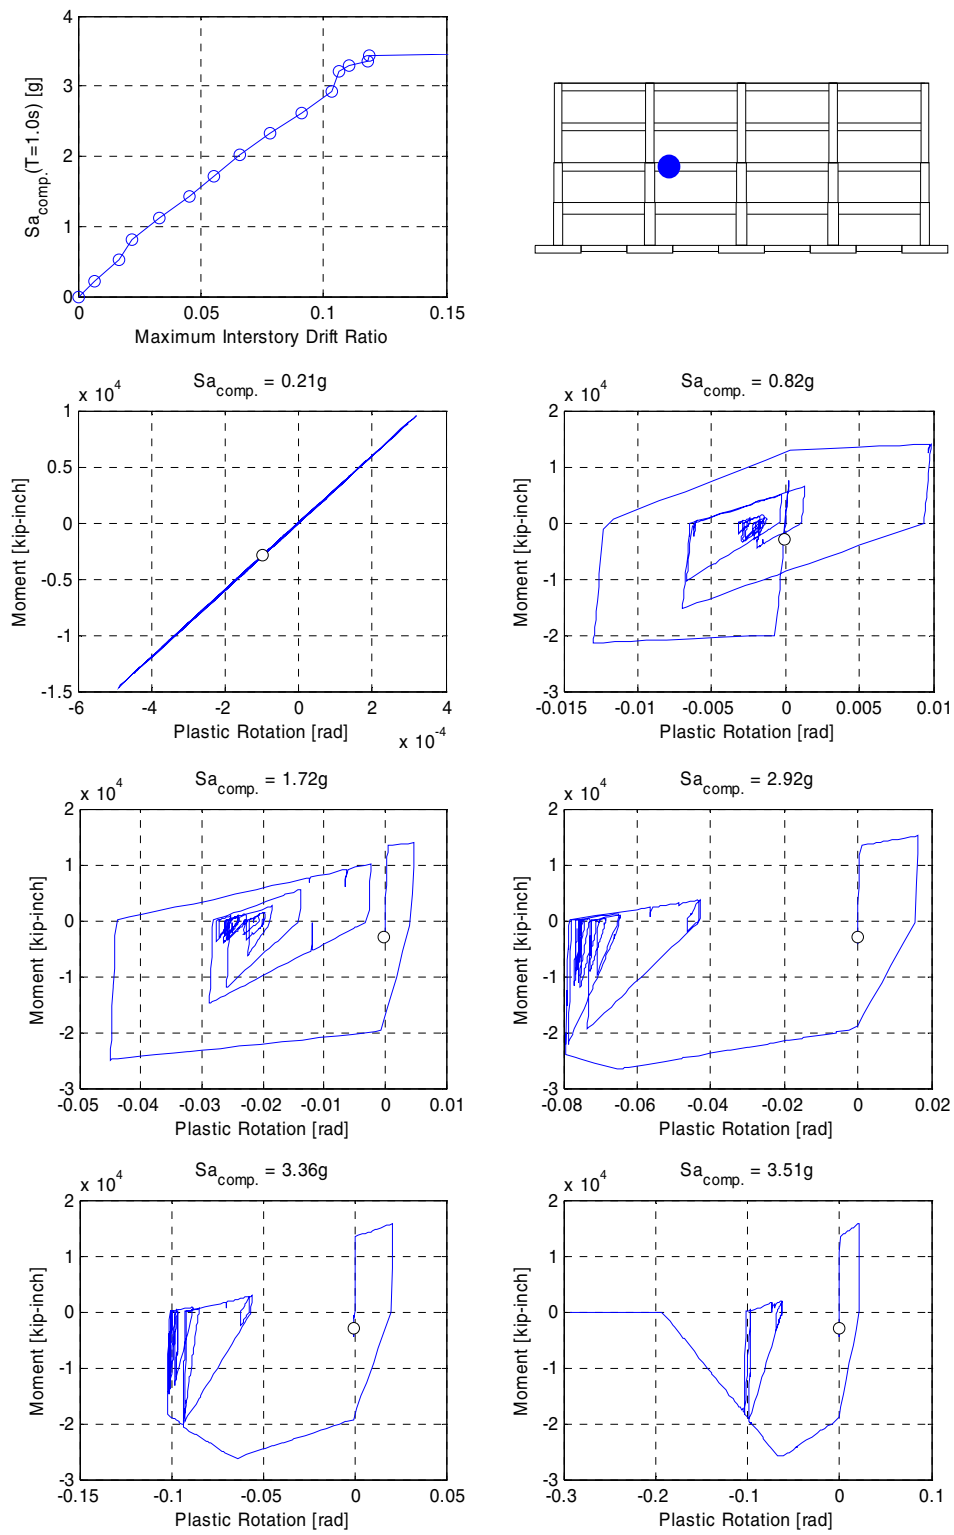 4
3
2
1
0
0 0.05 0.1 0.15
Sa_comp.(T=1.0s) [g]
Maximum Interstory Drift Ratio
Sa_comp. = 0.21g
x 10^4
1
0.5
0
-0.5
-1
-1.5
-6 -4 -2 0 2 4
Moment [kip-inch]
Plastic Rotation [rad]
x 10^-4
Sa_comp. = 0.82g
x 10^4
2
1
0
-1
-2
-3
-0.015 -0.01 -0.005 0 0.005 0.01
Moment [kip-inch]
Plastic Rotation [rad]
Sa_comp. = 1.72g
x 10^4
2
1
0
-1
-2
-3
-0.05 -0.04 -0.03 -0.02 -0.01 0 0.01
Moment [kip-inch]
Plastic Rotation [rad]
Sa_comp. = 2.92g
x 10^4
2
1
0
-1
-2
-3
-0.08 -0.06 -0.04 -0.02 0 0.02
Moment [kip-inch]
Plastic Rotation [rad]
Sa_comp. = 3.36g
x 10^4
2
1
0
-1
-2
-3
-0.15 -0.1 -0.05 0 0.05
Moment [kip-inch]
Plastic Rotation [rad]
Sa_comp. = 3.51g
x 10^4
2
1
0
-1
-2
-3
-0.3 -0.2 -0.1 0 0.1
Moment [kip-inch]
Plastic Rotation [rad]